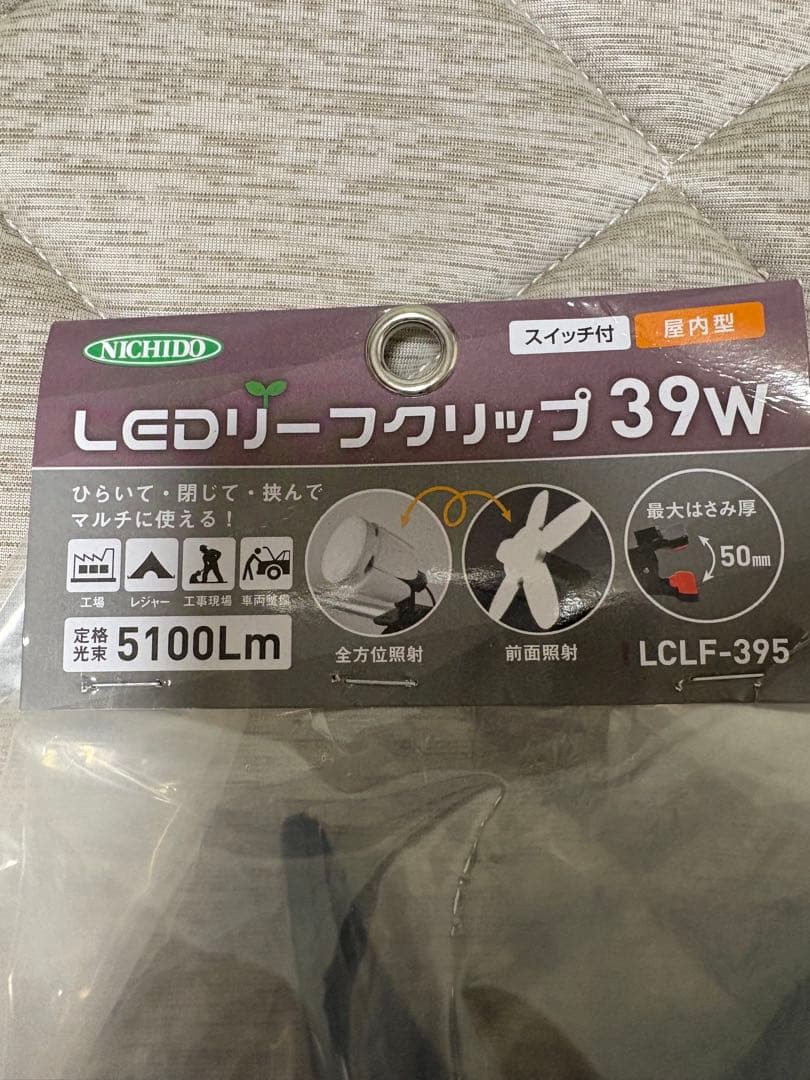 NICHIDO
スイッチ付
屋内型
LEDリーフクリップ 39W
ひらいて・閉じて・挟んで
マルチに使える!
工場
レジャー
工事現場
車両整備
定格
光束 5100Lm
全方位照射
前面照射
最大はさみ厚
50mm
LCLF-395